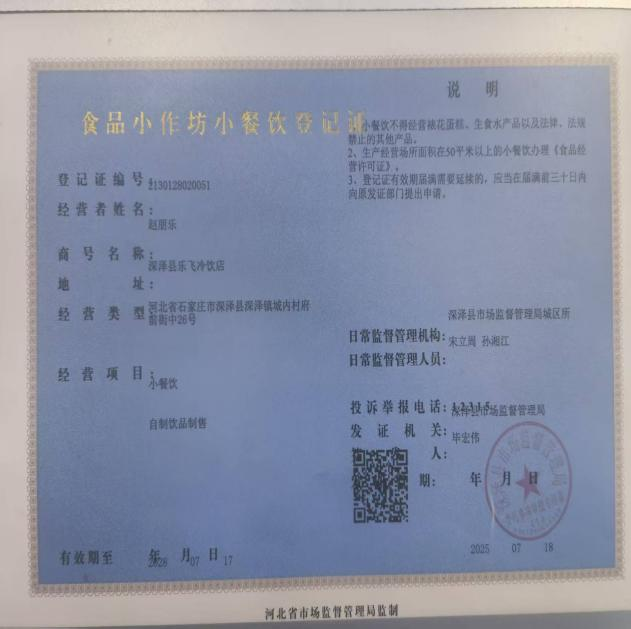 食品小作坊小餐饮登记证
登记证编号：
1130128020051
经营者姓名：
赵朋乐
商号名称：
深泽县乐飞冷饮店
地址：
经营类型：
河北省石家庄市深泽县深泽镇城内村府
前街中26号
经营项目：
小餐饮
自制饮品制售
有效期至 年 月 日
2028 07 17
说 明
小餐饮不得经营裱花蛋糕、生食水产品以及法律、法规
禁止的其他产品。
2、生产经营场所面积在50平米以上的小餐饮办理《食品经
营许可证》。
3、登记证有效期届满需要延续的，应当在届满前三十日内
向原发证部门提出申请。
深泽县市场监督管理局城区所
日常监督管理机构：
宋立周 孙湘江
日常监督管理人员：
投诉举报电话：12315
深泽县市场监督管理局
发证机关：
毕宏伟
人：
期： 年 月 日
2025 07 18
河北省市场监督管理局监制